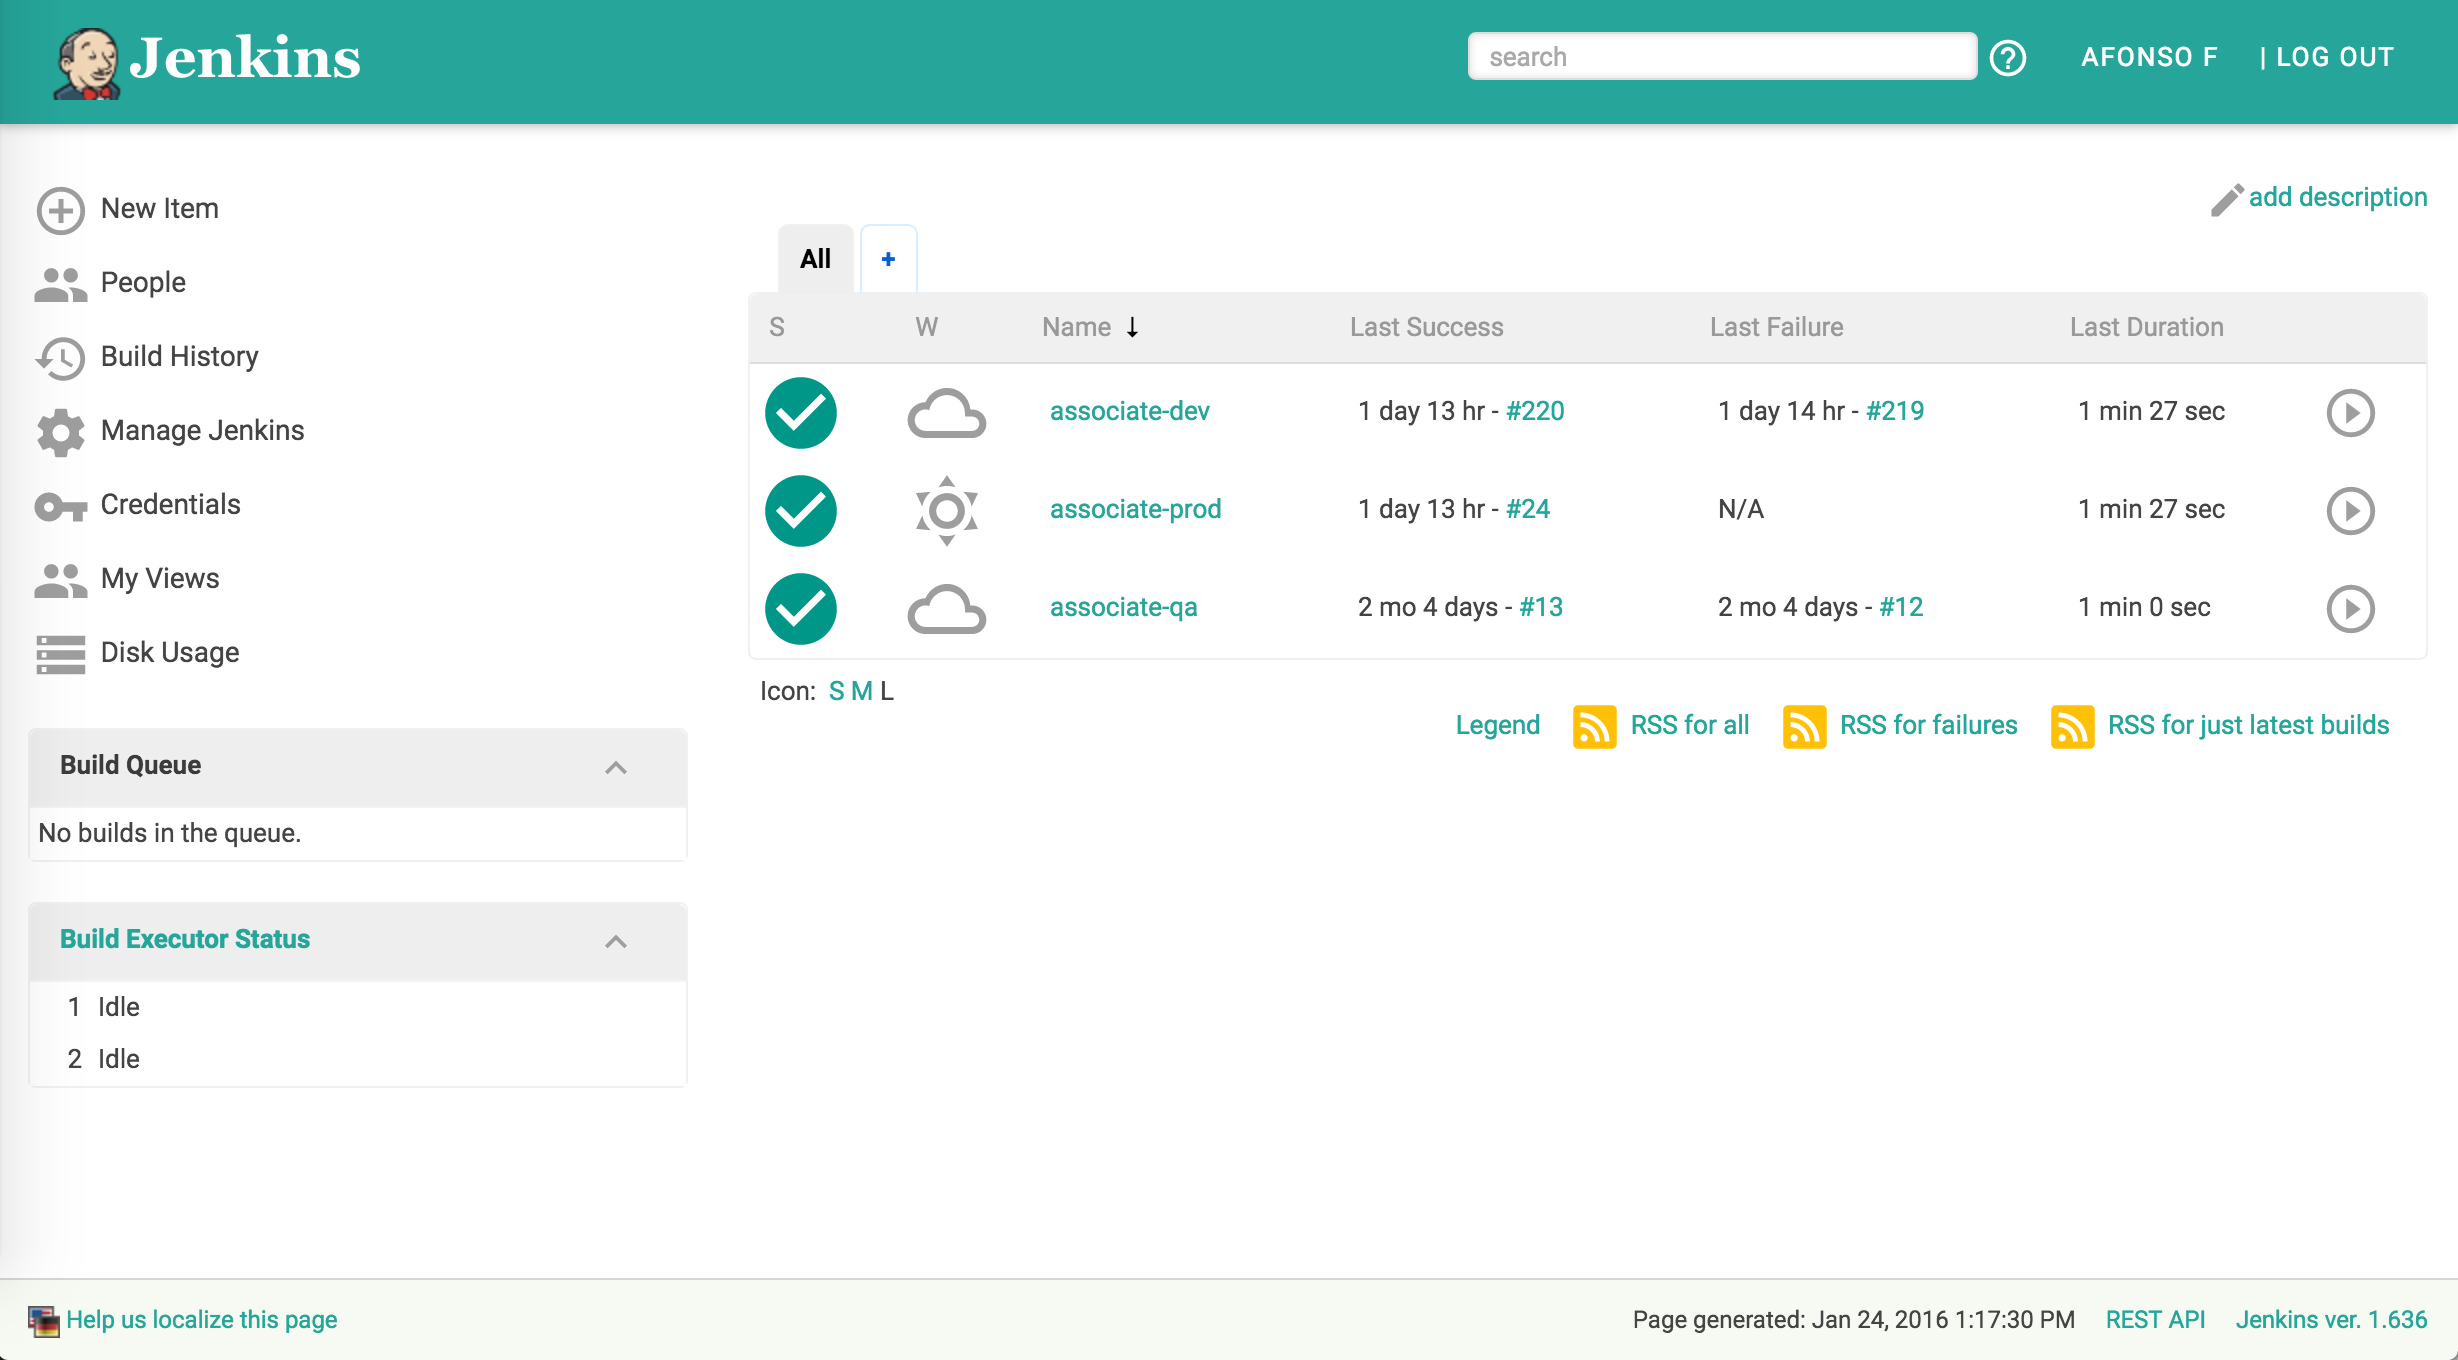 Jenkins
search
AFONSO F | LOG OUT
New Item
People
Build History
Manage Jenkins
Credentials
My Views
Disk Usage
Build Queue
No builds in the queue.
Build Executor Status
1 Idle
2 Idle
add description
All +
S W Name ↓ Last Success Last Failure Last Duration
associate-dev 1 day 13 hr - #220 1 day 14 hr - #219 1 min 27 sec
associate-prod 1 day 13 hr - #24 N/A 1 min 27 sec
associate-qa 2 mo 4 days - #13 2 mo 4 days - #12 1 min 0 sec
Icon: S M L
Legend RSS for all RSS for failures RSS for just latest builds
Help us localize this page
Page generated: Jan 24, 2016 1:17:30 PM REST API Jenkins ver. 1.636